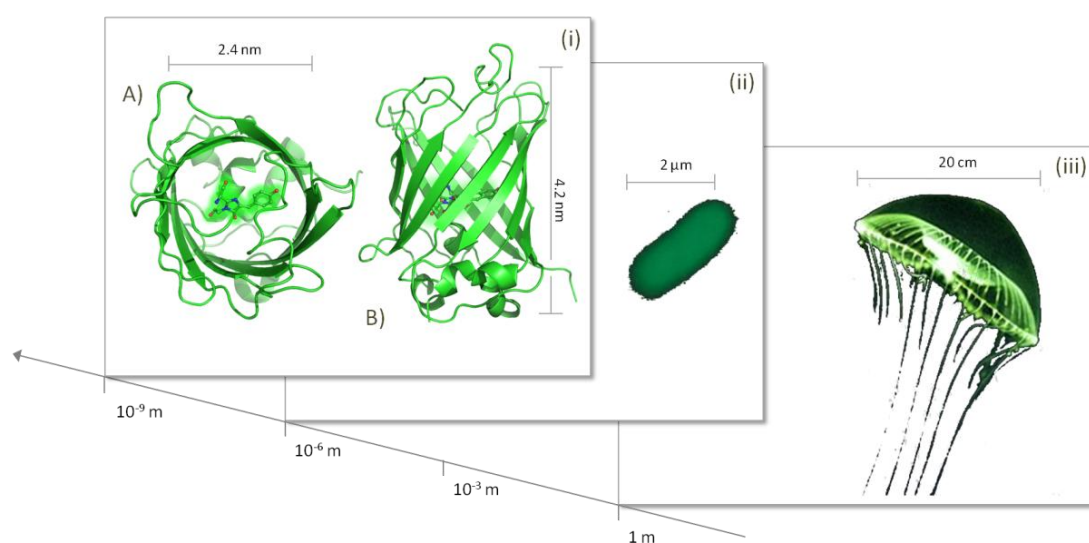 2.4 nm
(i)
A)
4.2 nm
B)
(ii)
2 μm
20 cm
(iii)
10⁻⁹ m
10⁻⁶ m
10⁻³ m
1 m